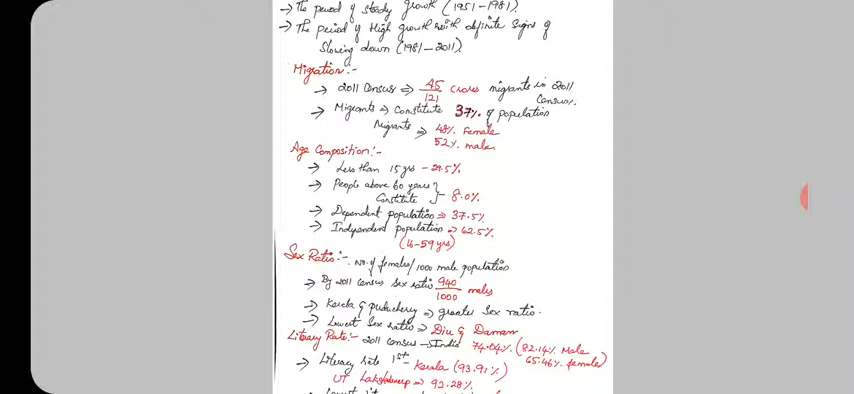 → The period of steady growth (1951-1981)
→ The period of High growth with definite signs of
Slowing down (1981-2011)
Migration:-
→ 2011 Census ⇒ 45/121 crores migrants in 2011 Census.
→ Migrants ⇒ Constitute 37% of population
Migrants ⇒ 48% Female
52% male
Age Composition:-
→ Less than 15 yrs - 29.5%
→ People above 60 years
Constitute } - 8.0%
→ Dependent population ⇒ 37.5%
→ Independent population ⇒ 62.5%
(16-59 yrs)
Sex Ratio:-
No. of females/1000 male population
→ By 2011 Census Sex ratio 940/1000 males
→ Kerala & puducherry ⇒ greater Sex ratio.
→ Lowest Sex ratio ⇒ Diu & Daman
Literacy Rate:- 2011 Census - India 74.04% (82.14% Male
65.46% female)
→ Literacy rate 1st Kerala (93.91%)
UT Lakshdweep ⇒ 92.28%